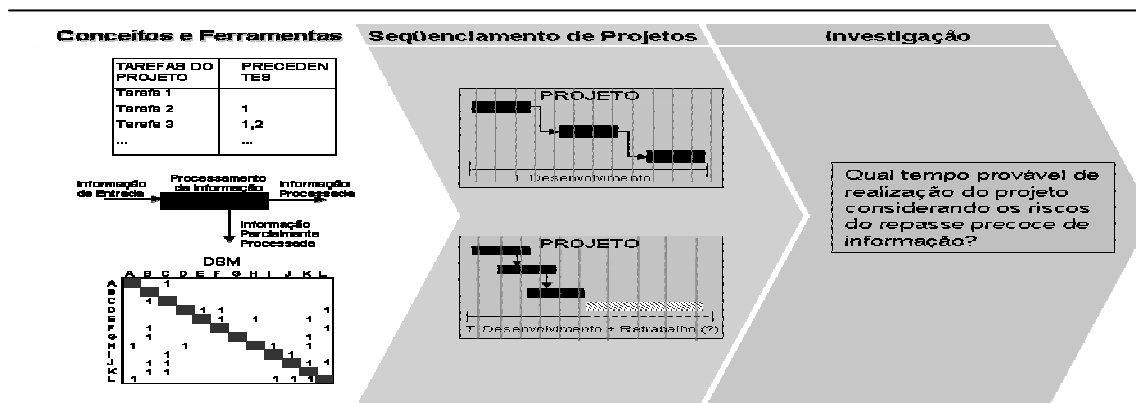 Conceitos e Ferramentas
TAREFAS DO
PROJETO
PRECEDEN
TES
Tarefa 1
Tarefa 2
1
Tarefa 3
1,2
...
...
Informação
de Entrada
Processamento
da Informação
Informação
Processada
Informação
Parcialmente
Processada
DSM
A B C D E F G H I J K L
A
B
C
D
E
F
G
H
I
J
K
L
Seqüenciamento de Projetos
PROJETO
T Desenvolvimento
PROJETO
T Desenvolvimento + Retrabalho (?)
Investigação
Qual tempo provável de
realização do projeto
considerando os riscos
do repasse precoce de
informação?